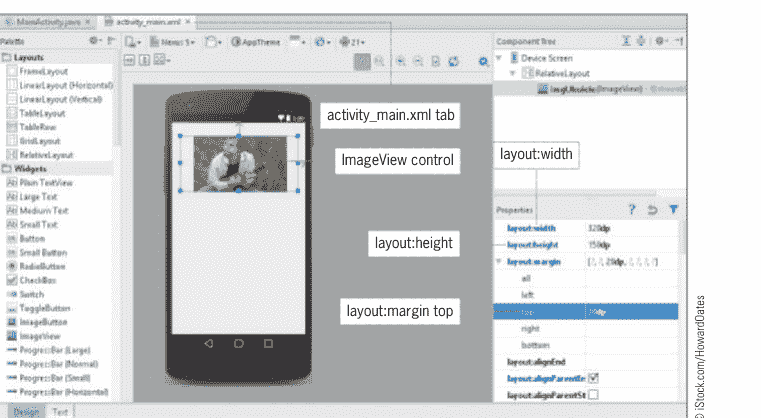 MainActivity.java ×
activity_main.xml ×
Palette
Nexus 5
AppTheme
21
Component Tree
Layouts
FrameLayout
LinearLayout (Horizontal)
LinearLayout (Vertical)
TableLayout
TableRow
GridLayout
RelativeLayout
Widgets
Plain TextView
Large Text
Medium Text
Small Text
Button
Small Button
RadioButton
CheckBox
Switch
ToggleButton
ImageButton
ImageView
ProgressBar (Large)
ProgressBar (Normal)
ProgressBar (Small)
ProgressBar (Horizontal)
Design
Text
activity_main.xml tab
ImageView control
layout:height
layout:margin top
Device Screen
RelativeLayout
(ImageView)
layout:width
Properties
layout:width
320dp
layout:height
150dp
layout:margin
all
left
top
right
bottom
layout:alignEnd
layout:alignParentEn
layout:alignParentSt
© iStock.com/HowardOates